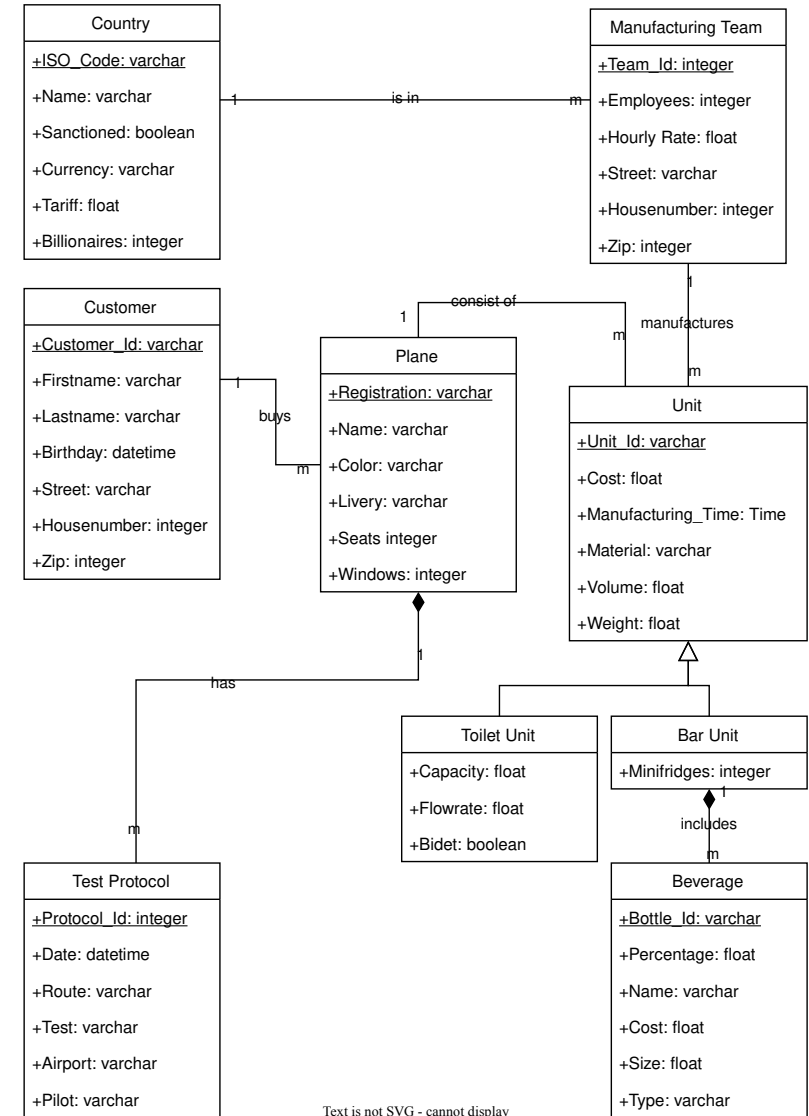 Country
+ISO_Code: varchar
+Name: varchar
+Sanctioned: boolean
+Currency: varchar
+Tariff: float
+Billionaires: integer
1
is in
m
Manufacturing Team
+Team_Id: integer
+Employees: integer
+Hourly Rate: float
+Street: varchar
+Housenumber: integer
+Zip: integer
1
manufactures
m
Customer
+Customer_Id: varchar
+Firstname: varchar
+Lastname: varchar
+Birthday: datetime
+Street: varchar
+Housenumber: integer
+Zip: integer
1
buys
m
1
consist of
m
Plane
+Registration: varchar
+Name: varchar
+Color: varchar
+Livery: varchar
+Seats integer
+Windows: integer
Unit
+Unit_Id: varchar
+Cost: float
+Manufacturing_Time: Time
+Material: varchar
+Volume: float
+Weight: float
1
has
m
Toilet Unit
+Capacity: float
+Flowrate: float
+Bidet: boolean
Bar Unit
+Minifridges: integer
1
includes
m
Test Protocol
+Protocol_Id: integer
+Date: datetime
+Route: varchar
+Test: varchar
+Airport: varchar
+Pilot: varchar
Beverage
+Bottle_Id: varchar
+Percentage: float
+Name: varchar
+Cost: float
+Size: float
+Type: varchar
Text is not SVG - cannot display